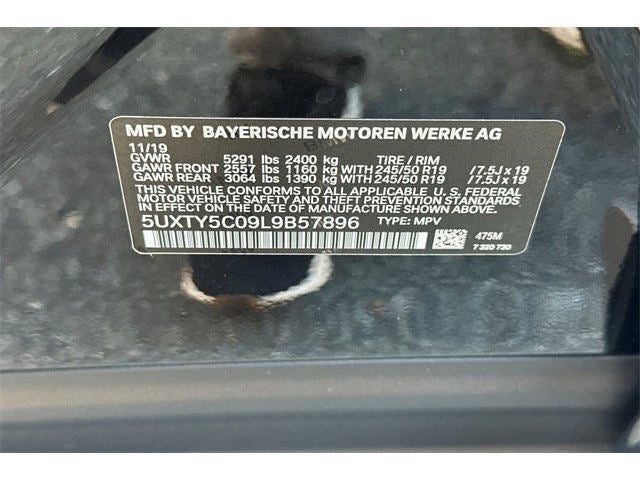 MFD BY BAYERISCHE MOTOREN WERKE AG
11/19
GVWR 5291 lbs 2400 kg TIRE / RIM
GAWR FRONT 2557 lbs 1160 kg WITH 245/50 R19 / 7.5J x 19
GAWR REAR 3064 lbs 1390 kg WITH 245/50 R19 / 7.5J x 19
THIS VEHICLE CONFORMS TO ALL APPLICABLE U. S. FEDERAL
MOTOR VEHICLE SAFETY AND THEFT PREVENTION STANDARDS IN
EFFECT ON THE DATE OF MANUFACTURE SHOWN ABOVE.
5UXTY5C09L9B57896 TYPE: MPV
475M
7 320 730